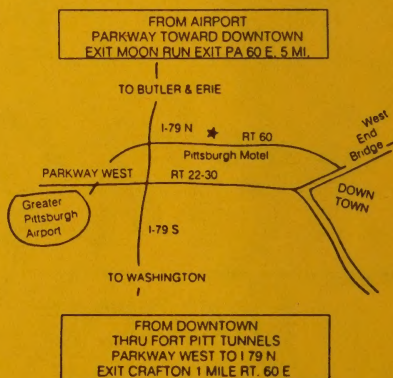 FROM AIRPORT
PARKWAY TOWARD DOWNTOWN
EXIT MOON RUN EXIT PA 60 E. 5 MI.
TO BUTLER & ERIE
I-79 N
RT 60
West
End
Bridge
Pittsburgh Motel
PARKWAY WEST
RT 22-30
DOWN
TOWN
Greater
Pittsburgh
Airport
I-79 S
TO WASHINGTON
FROM DOWNTOWN
THRU FORT PITT TUNNELS
PARKWAY WEST TO I 79 N
EXIT CRAFTON 1 MILE RT. 60 E